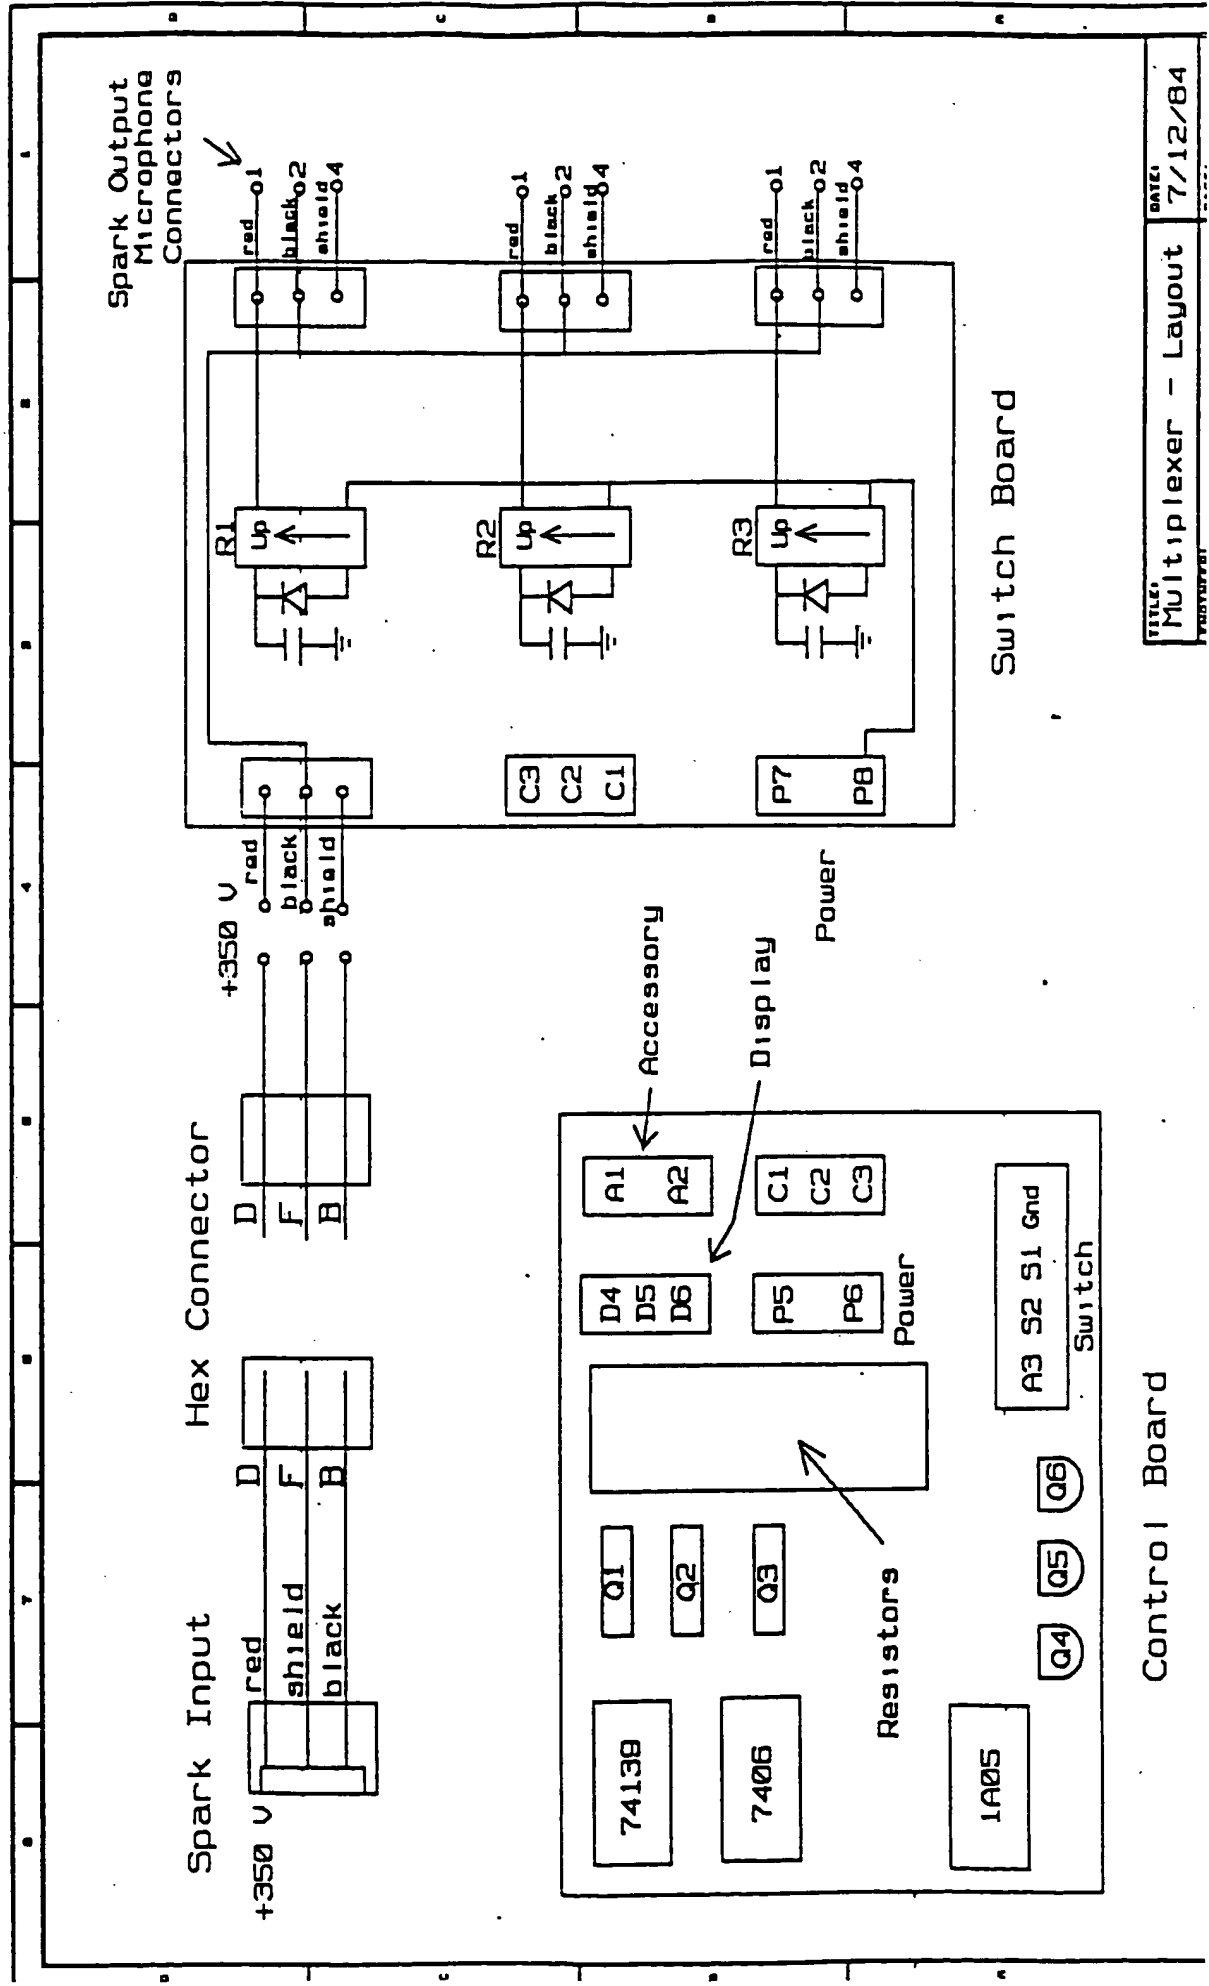 Spark Input
Hex Connector
+350 V
red
shield
black
D
F
B
D
F
B
+350 V
red
black
shield
Spark Output
Microphone
Connectors
red
1
black
2
shield
4
red
1
black
2
shield
4
red
1
black
2
shield
4
R1
Up
R2
Up
R3
Up
C3
C2
C1
P7
P8
Power
Switch Board
74139
7406
1A05
Q1
Q2
Q3
Q4
Q5
Q6
Resistors
D4
D5
D6
A1
A2
Accessory
Display
P5
P6
Power
C1
C2
C3
A3 S2 S1 Gnd
Switch
Control Board
TITLE:
Multiplexer - Layout
DATE:
7/12/84